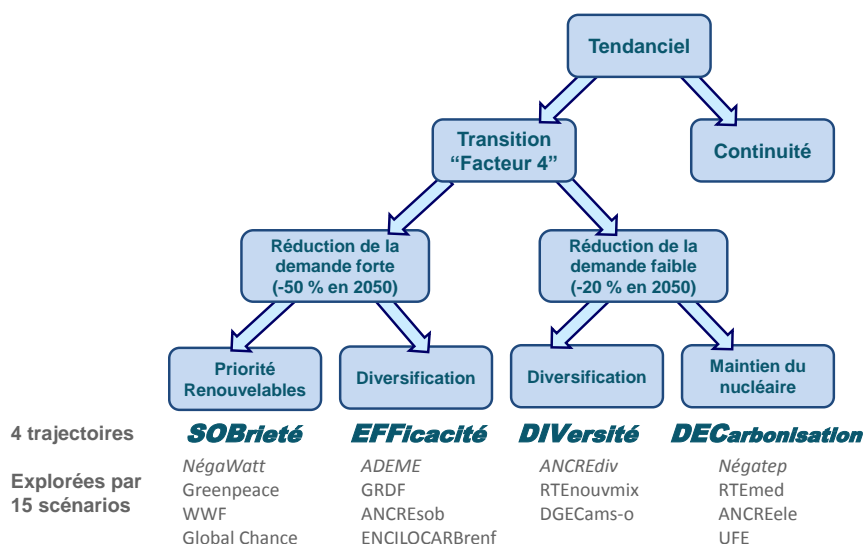 Tendanciel
Transition
“Facteur 4”
Continuité
Réduction de la
demande forte
(-50 % en 2050)
Réduction de la
demande faible
(-20 % en 2050)
Priorité
Renouvelables
Diversification
Diversification
Maintien du
nucléaire
4 trajectoires
SOBrieté
EFFicacité
DIVersité
DECarbonisation
Explorées par
15 scénarios
NégaWatt
Greenpeace
WWF
Global Chance
ADEME
GRDF
ANCREsob
ENCILOCARBrenf
ANCREdiv
RTEnouvmix
DGECams-o
Négatep
RTEmed
ANCREele
UFE